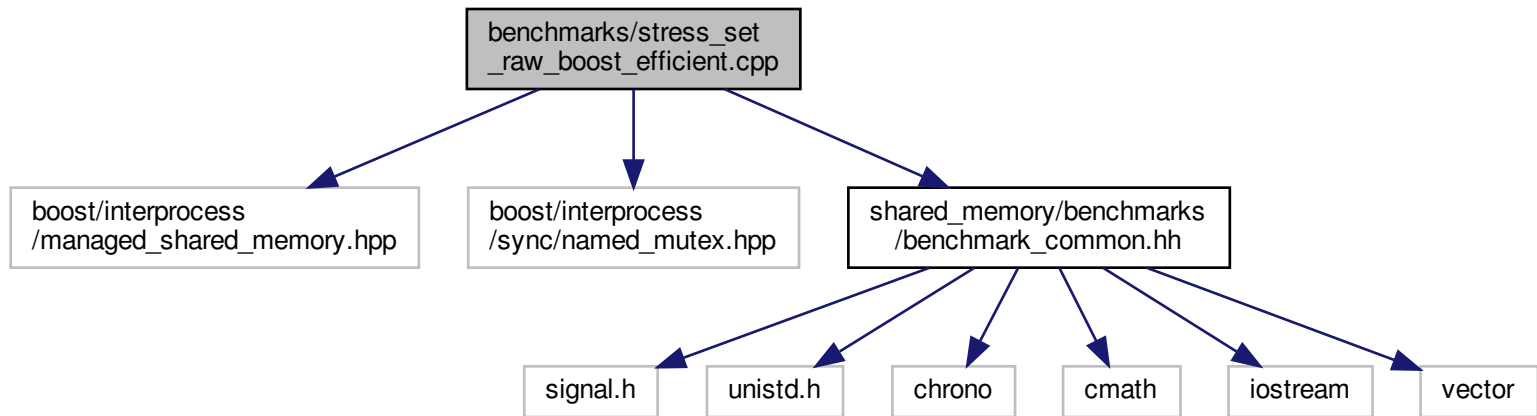 benchmarks/stress_set
_raw_boost_efficient.cpp
boost/interprocess
/managed_shared_memory.hpp
boost/interprocess
/sync/named_mutex.hpp
shared_memory/benchmarks
/benchmark_common.hh
signal.h
unistd.h
chrono
cmath
iostream
vector